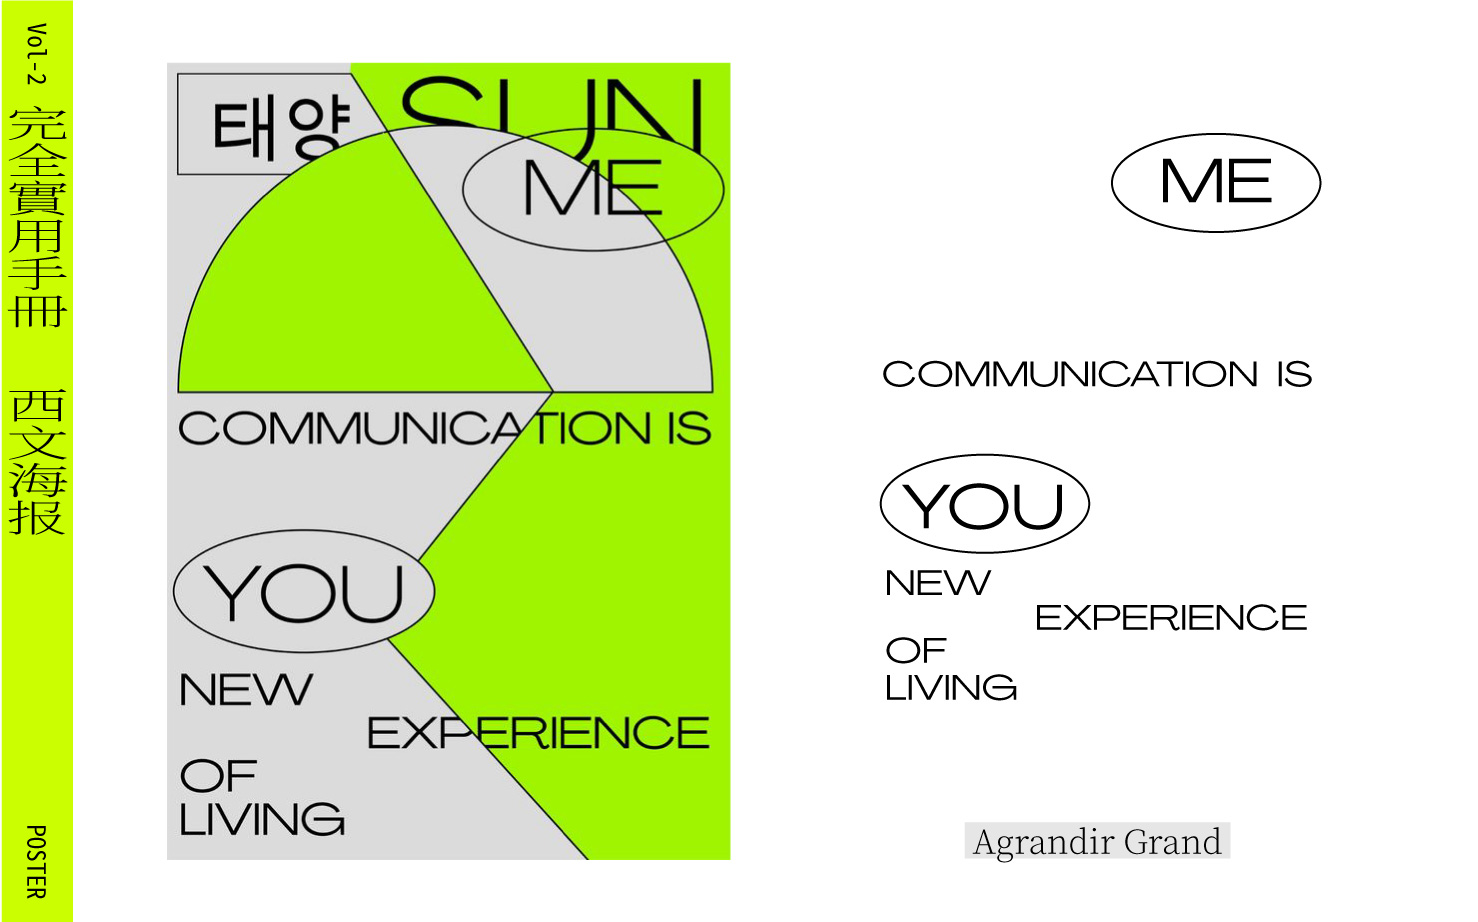 Vol-2
完全實用手冊
西文海报
POSTER
태양
SUN
ME
COMMUNICATION IS
YOU
NEW
EXPERIENCE
OF
LIVING
ME
COMMUNICATION IS
YOU
NEW
EXPERIENCE
OF
LIVING
Agrandir Grand